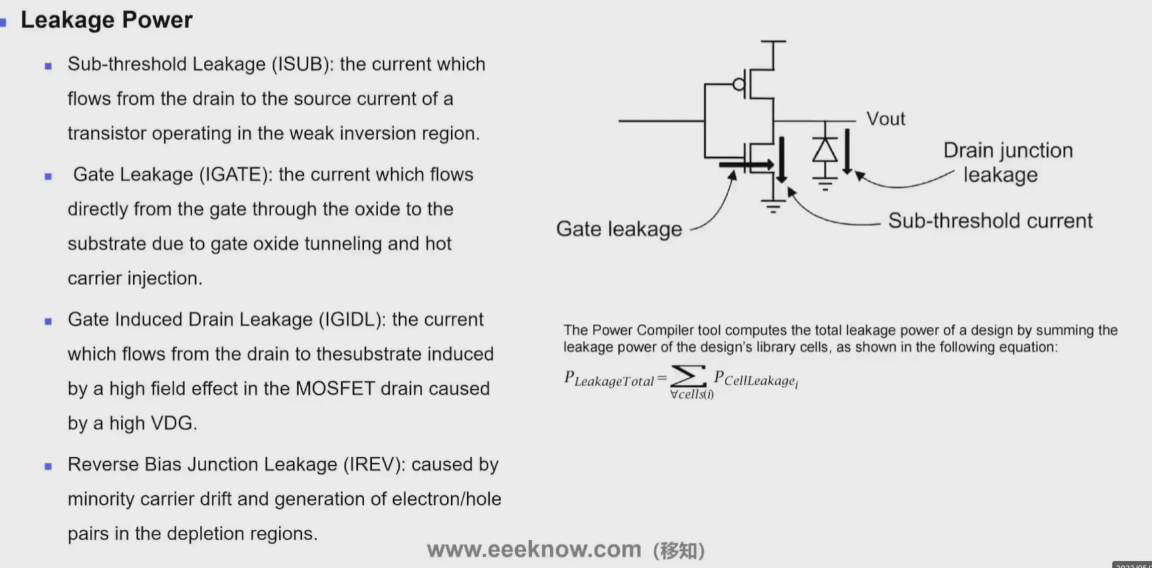 Leakage Power
Sub-threshold Leakage (ISUB): the current which
flows from the drain to the source current of a
transistor operating in the weak inversion region.
Gate Leakage (IGATE): the current which flows
directly from the gate through the oxide to the
substrate due to gate oxide tunneling and hot
carrier injection.
Gate Induced Drain Leakage (IGIDL): the current
which flows from the drain to thesubstrate induced
by a high field effect in the MOSFET drain caused
by a high VDG.
Reverse Bias Junction Leakage (IREV): caused by
minority carrier drift and generation of electron/hole
pairs in the depletion regions.
Vout
Drain junction
leakage
Sub-threshold current
Gate leakage
The Power Compiler tool computes the total leakage power of a design by summing the
leakage power of the design's library cells, as shown in the following equation:
P LeakageTotal = ∑ P CellLeakage i
∀cells(i)
www.eeeknow.com (移知)